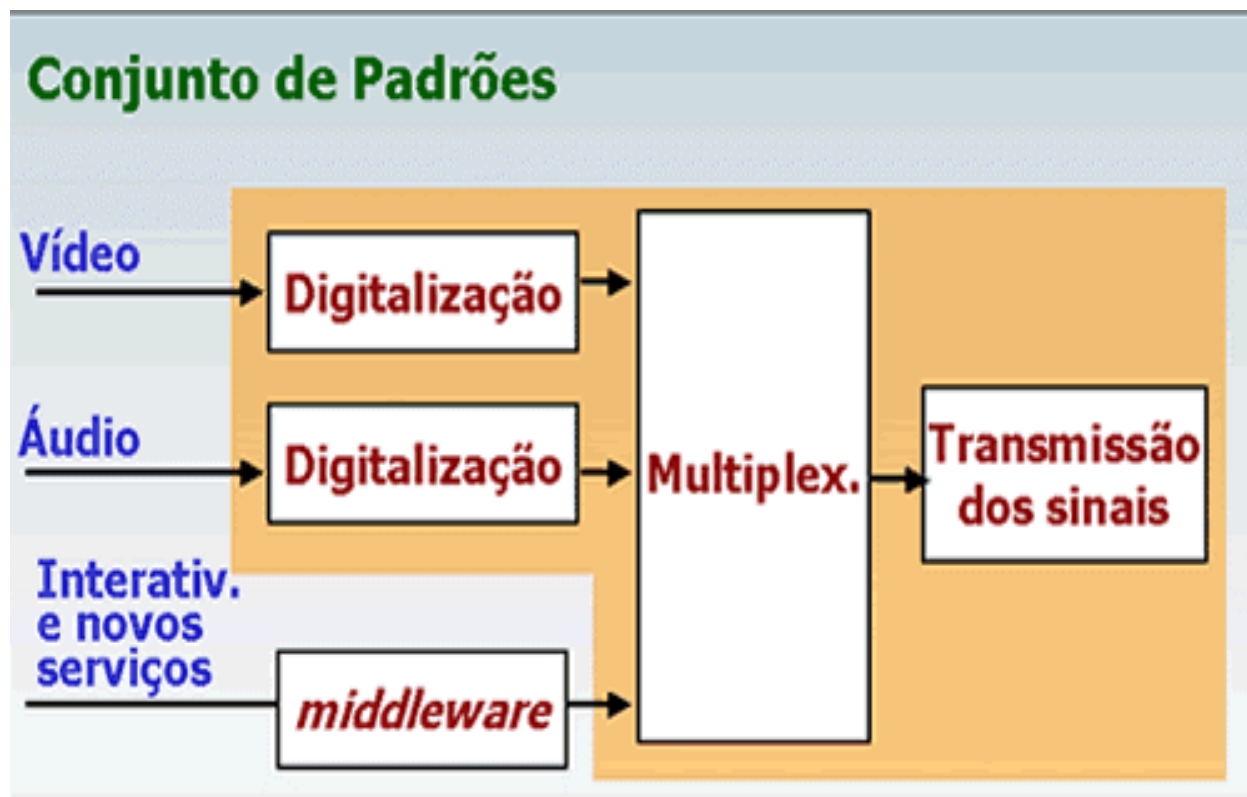 Conjunto de Padrões
Vídeo
Digitalização
Áudio
Digitalização
Multiplex.
Transmissão
dos sinais
Interativ.
e novos
serviços
middleware